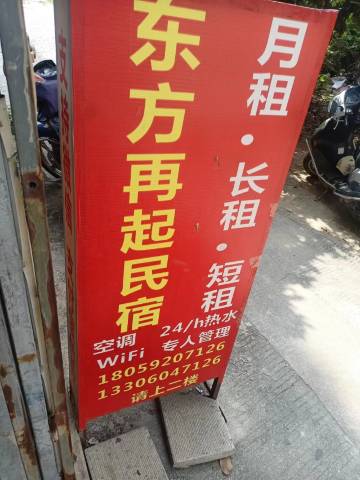 东方再起民宿
月租·长租·短租
空调 24/h热水
WiFi 专人管理
18059207126
13306047126
请上二楼